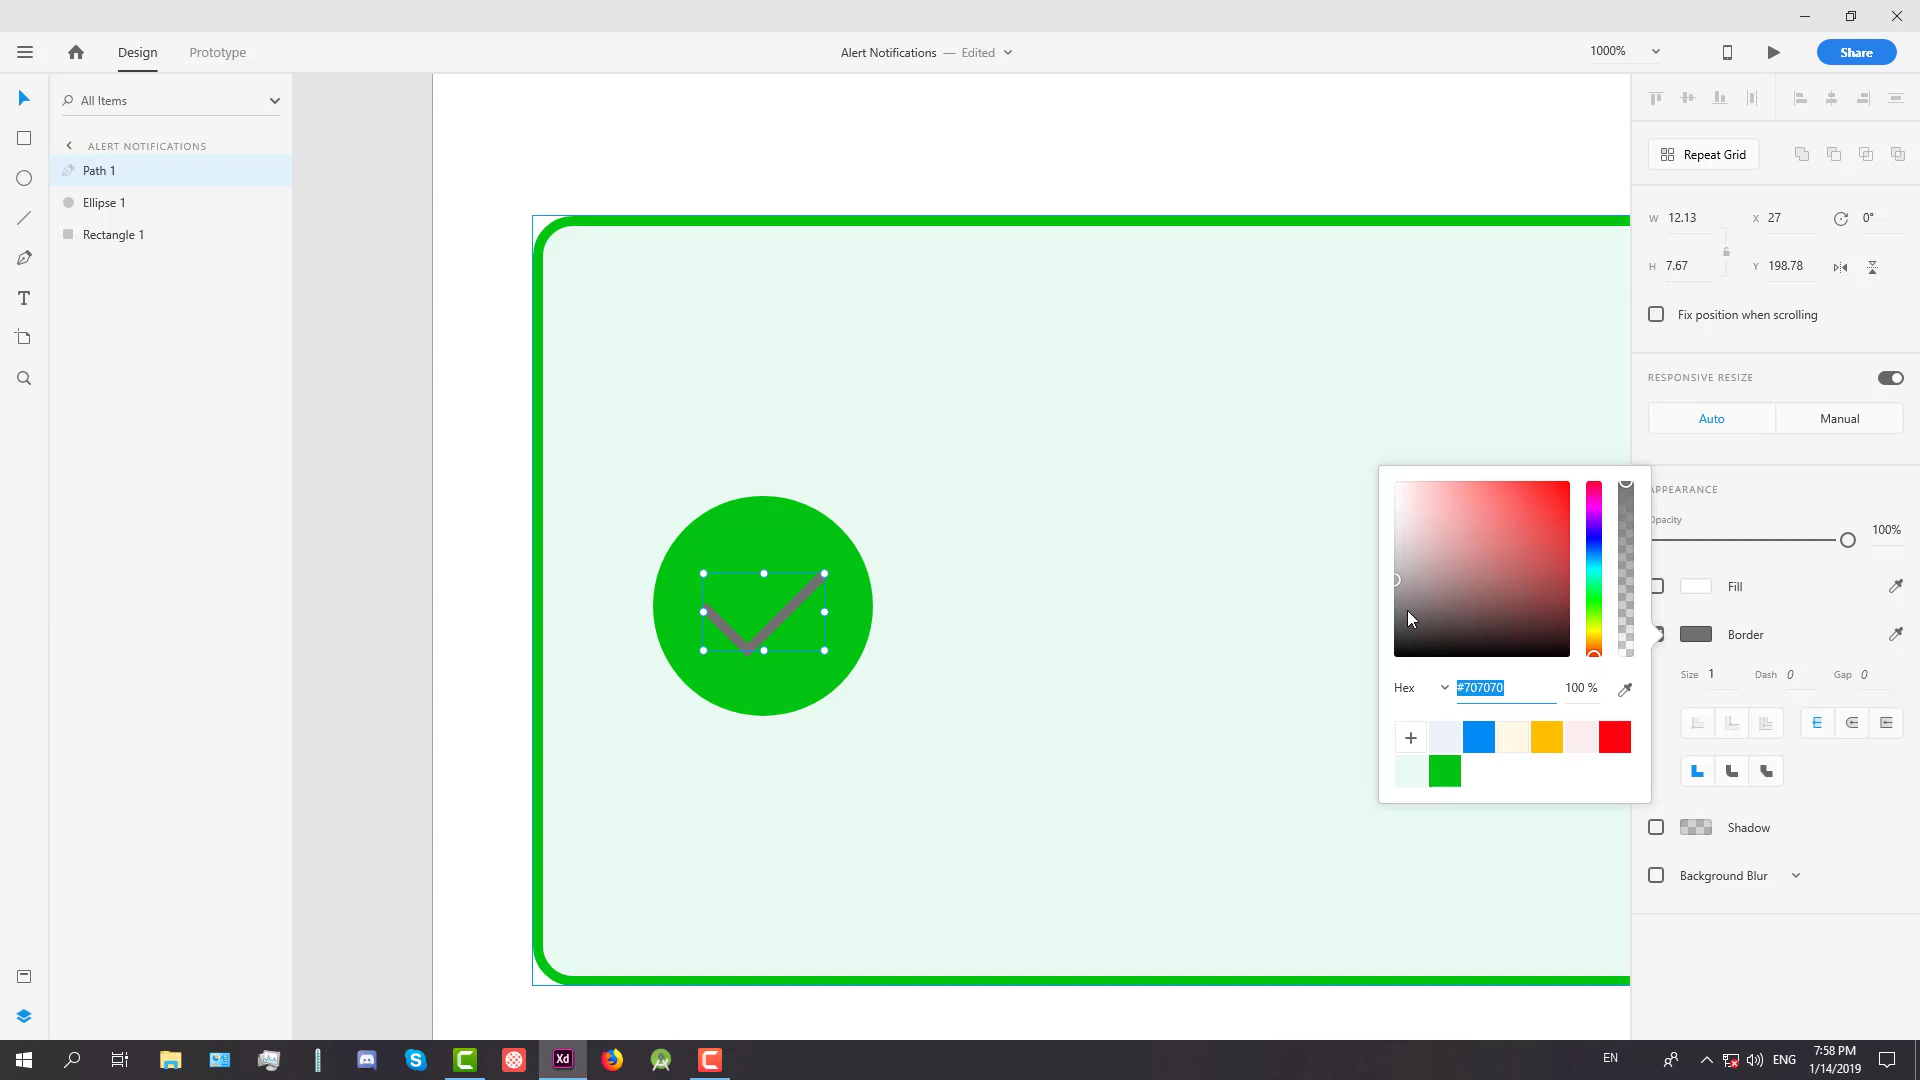 Design
Prototype
Alert Notifications — Edited
1000%
Share
All Items
ALERT NOTIFICATIONS
Path 1
Ellipse 1
Rectangle 1
Repeat Grid
W 12.13
X 27
0°
H 7.67
Y 198.78
Fix position when scrolling
RESPONSIVE RESIZE
Auto
Manual
APPEARANCE
Opacity
100%
Fill
Border
Size 1
Dash 0
Gap 0
Hex
#707070
100 %
Shadow
Background Blur
Xd
EN
ENG
7:58 PM
1/14/2019